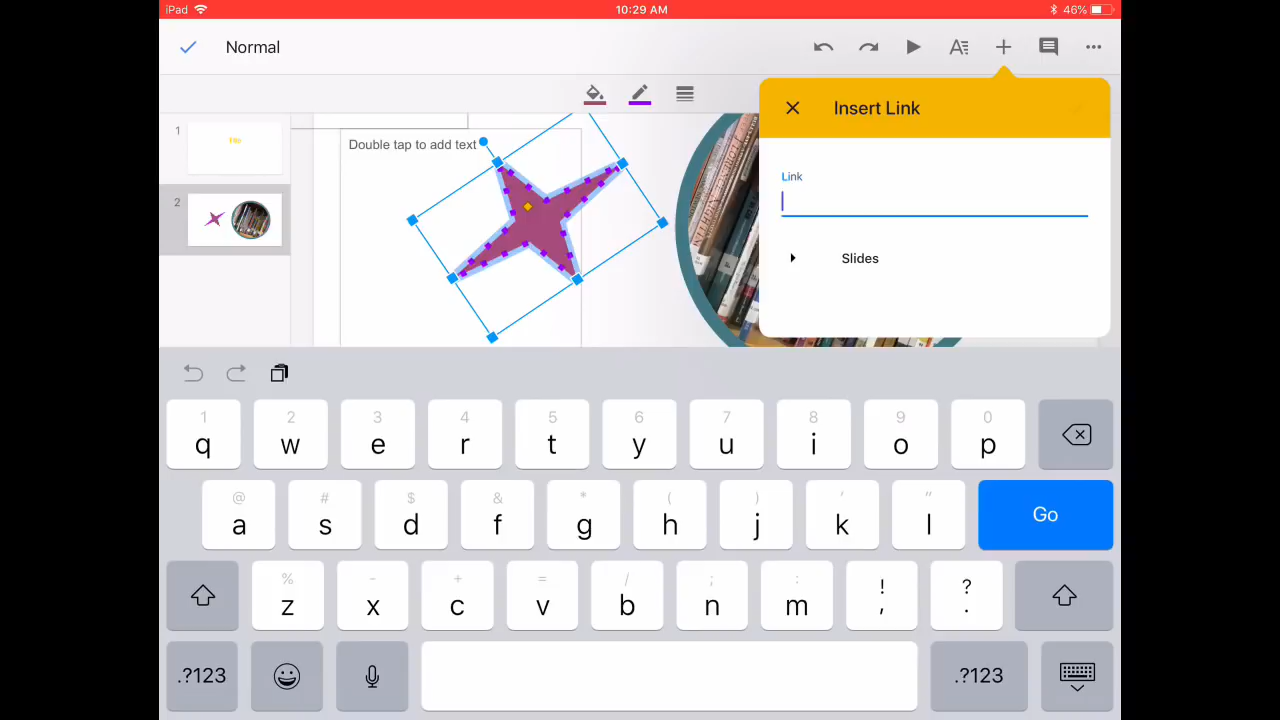 iPad
10:29 AM
46%
Normal
Insert Link
Double tap to add text
Link
Slides
1
Title
2
1 2 3 4 5 6 7 8 9 0
q w e r t y u i o p
@ # $ & * ( ) ' "
a s d f g h j k l Go
% - + = / ; : ! ?
z x c v b n m , .
.?123 .?123